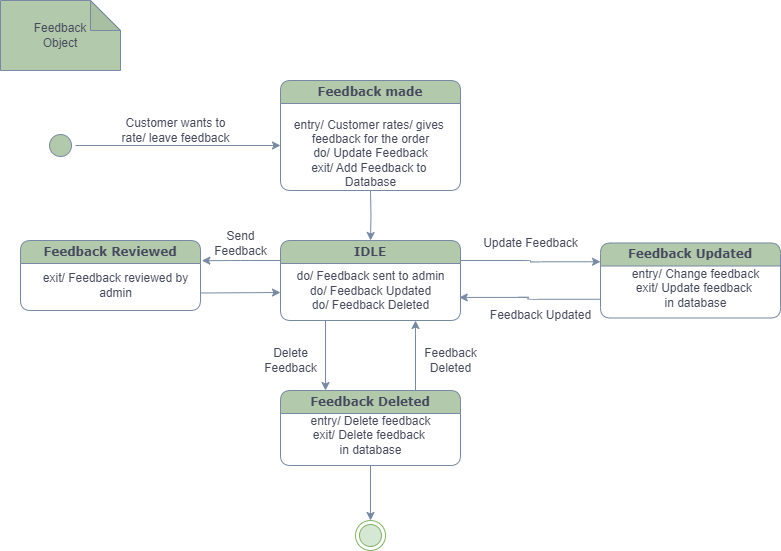 Feedback
Object
Feedback made
Customer wants to
rate/ leave feedback
entry/ Customer rates/ gives
feedback for the order
do/ Update Feedback
exit/ Add Feedback to
Database
Send
Feedback
Update Feedback
Feedback Reviewed
exit/ Feedback reviewed by
admin
IDLE
do/ Feedback sent to admin
do/ Feedback Updated
do/ Feedback Deleted
Feedback Updated
entry/ Change feedback
exit/ Update feedback
in database
Feedback Updated
Delete
Feedback
Feedback
Deleted
Feedback Deleted
entry/ Delete feedback
exit/ Delete feedback
in database